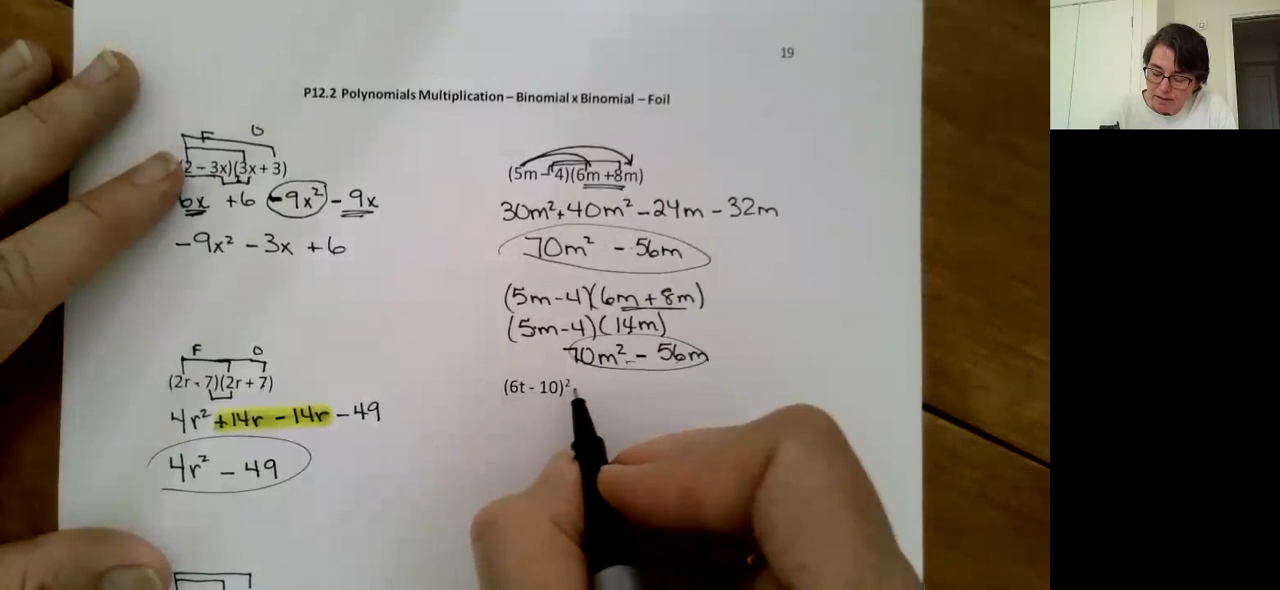 19
P12.2 Polynomials Multiplication – Binomial x Binomial – Foil
F O
2 – 3x)(3x + 3)
6x +6 -9x² - 9x
-9x² - 3x + 6
F O
(2r - 7)(2r + 7)
4r² +14r - 14r - 49
4r² - 49
(5m - 4)(6m + 8m)
30m² + 40m² - 24m - 32m
70m² - 56m
(5m - 4)(6m + 8m)
(5m - 4)(14m)
70m² - 56m
(6t - 10)²